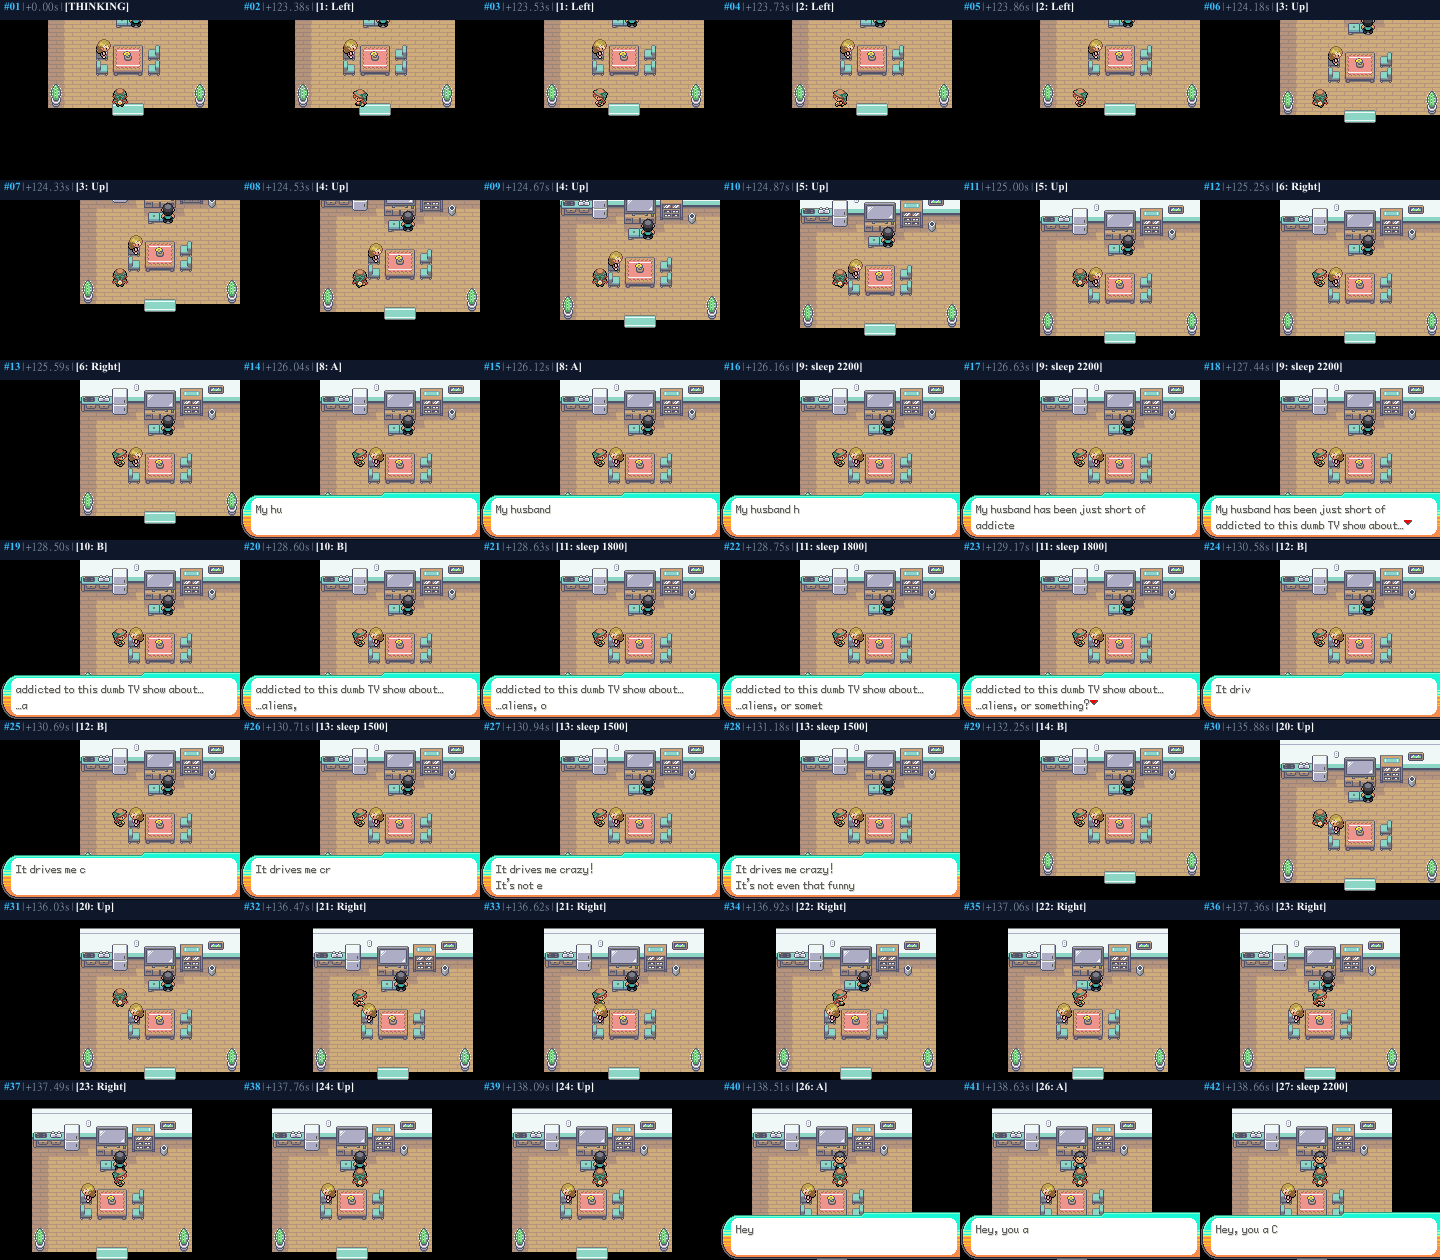 #01 | +0.00s | [THINKING]
#02 | +123.38s | [1: Left]
#03 | +123.53s | [1: Left]
#04 | +123.73s | [2: Left]
#05 | +123.86s | [2: Left]
#06 | +124.18s | [3: Up]
#07 | +124.33s | [3: Up]
#08 | +124.53s | [4: Up]
#09 | +124.67s | [4: Up]
#10 | +124.87s | [5: Up]
#11 | +125.00s | [5: Up]
#12 | +125.25s | [6: Right]
#13 | +125.59s | [6: Right]
#14 | +126.04s | [8: A]
#15 | +126.12s | [8: A]
#16 | +126.16s | [9: sleep 2200]
#17 | +126.63s | [9: sleep 2200]
#18 | +127.44s | [9: sleep 2200]
My hu
My husband
My husband h
My husband has been just short of
addicte
My husband has been just short of
addicted to this dumb TV show about…
#19 | +128.50s | [10: B]
#20 | +128.60s | [10: B]
#21 | +128.63s | [11: sleep 1800]
#22 | +128.75s | [11: sleep 1800]
#23 | +129.17s | [11: sleep 1800]
#24 | +130.58s | [12: B]
addicted to this dumb TV show about…
…a
addicted to this dumb TV show about…
…aliens,
addicted to this dumb TV show about…
…aliens, o
addicted to this dumb TV show about…
…aliens, or somet
addicted to this dumb TV show about…
…aliens, or something?
It driv
#25 | +130.69s | [12: B]
#26 | +130.71s | [13: sleep 1500]
#27 | +130.94s | [13: sleep 1500]
#28 | +131.18s | [13: sleep 1500]
#29 | +132.25s | [14: B]
#30 | +135.88s | [20: Up]
It drives me c
It drives me cr
It drives me crazy!
It's not e
It drives me crazy!
It's not even that funny
#31 | +136.03s | [20: Up]
#32 | +136.47s | [21: Right]
#33 | +136.62s | [21: Right]
#34 | +136.92s | [22: Right]
#35 | +137.06s | [22: Right]
#36 | +137.36s | [23: Right]
#37 | +137.49s | [23: Right]
#38 | +137.76s | [24: Up]
#39 | +138.09s | [24: Up]
#40 | +138.51s | [26: A]
#41 | +138.63s | [26: A]
#42 | +138.66s | [27: sleep 2200]
Hey
Hey, you a
Hey, you a C